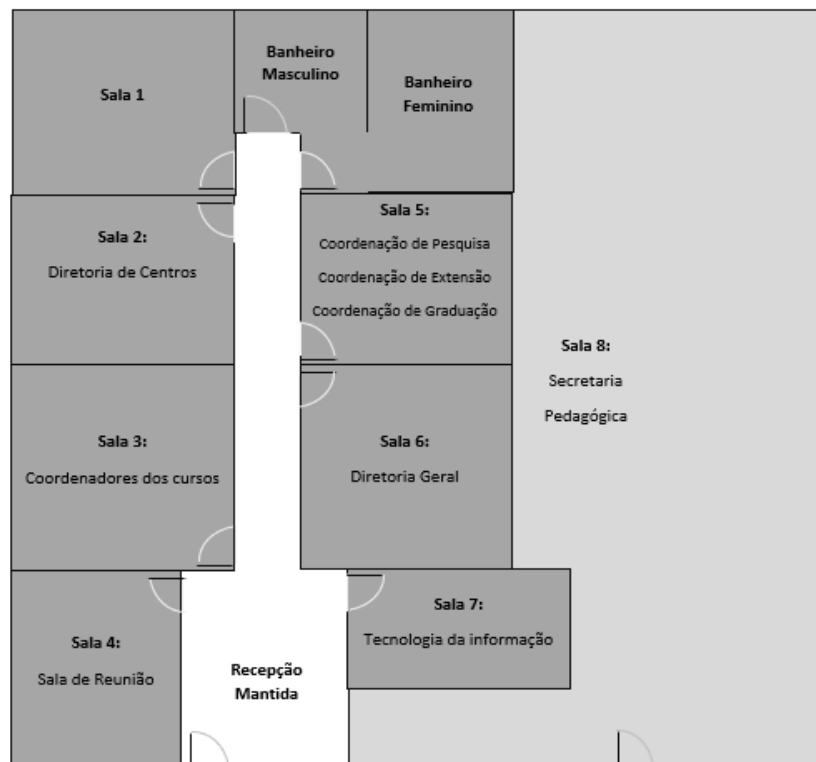 Sala 1
Banheiro
Masculino
Banheiro
Feminino
Sala 2:
Diretoria de Centros
Sala 5:
Coordenação de Pesquisa
Coordenação de Extensão
Coordenação de Graduação
Sala 8:
Secretaria
Pedagógica
Sala 3:
Coordenadores dos cursos
Sala 6:
Diretoria Geral
Sala 4:
Sala de Reunião
Recepção
Mantida
Sala 7:
Tecnologia da informação